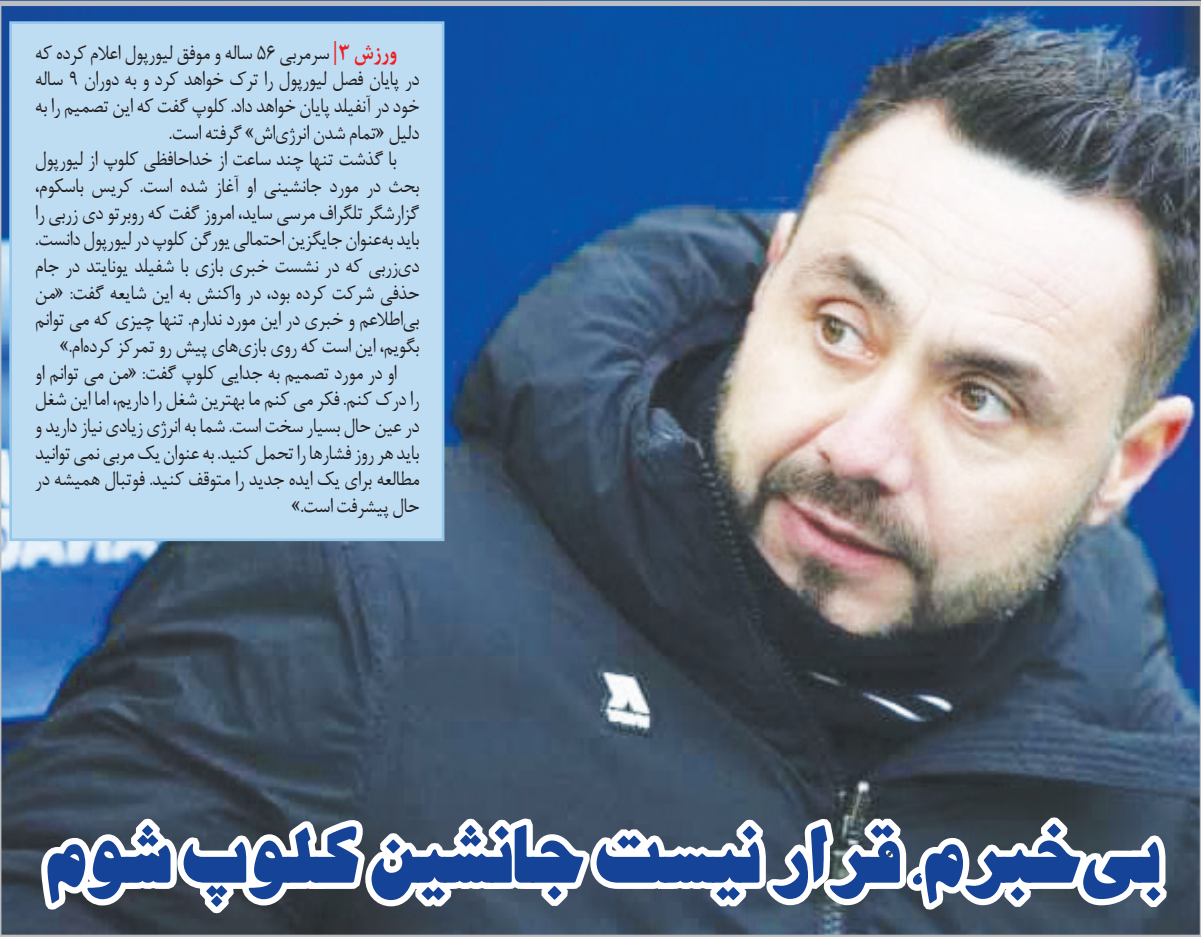 ورزش ۳| سرمربی ۵۶ ساله و موفق لیورپول اعلام کرده که
در پایان فصل لیورپول را ترک خواهد کرد و به دوران ۹ ساله
خود در آنفیلد پایان خواهد داد. کلوپ گفت که این تصمیم را به
دلیل «تمام شدن انرژی‌اش» گرفته است.
با گذشت تنها چند ساعت از خداحافظی کلوپ از لیورپول
بحث در مورد جانشینی او آغاز شده است. کریس باسکوم،
گزارشگر تلگراف مرسی ساید، امروز گفت که روبرتو دی زربی را
باید به‌عنوان جایگزین احتمالی یورگن کلوپ در لیورپول دانست.
دی‌زربی که در نشست خبری بازی با شفیلد یونایتد در جام
حذفی شرکت کرده بود، در واکنش به این شایعه گفت: «من
بی‌اطلاعم و خبری در این مورد ندارم. تنها چیزی که می توانم
بگویم، این است که روی بازی‌های پیش رو تمرکز کرده‌ام.»
او در مورد تصمیم به جدایی کلوپ گفت: «من می توانم او
را درک کنم. فکر می کنم ما بهترین شغل را داریم، اما این شغل
در عین حال بسیار سخت است. شما به انرژی زیادی نیاز دارید و
باید هر روز فشارها را تحمل کنید. به عنوان یک مربی نمی توانید
مطالعه برای یک ایده جدید را متوقف کنید. فوتبال همیشه در
حال پیشرفت است.»
بی‌خبرم، قرار نیست جانشین کلوپ شوم